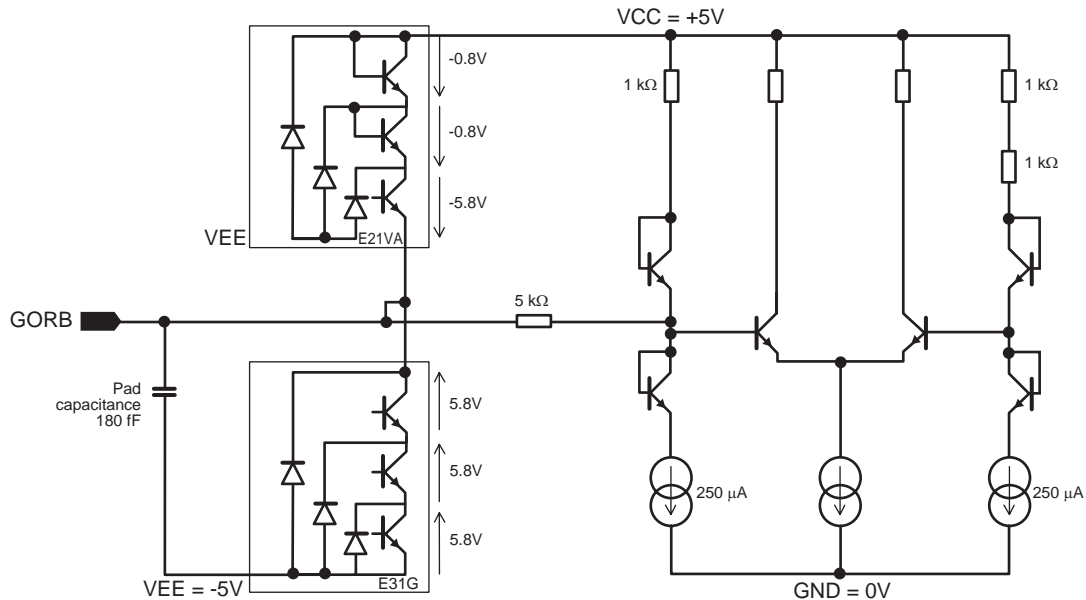 VCC = +5V
-0.8V
1 kΩ
1 kΩ
-0.8V
1 kΩ
-5.8V
VEE
E21VA
5 kΩ
GORB
Pad
capacitance
180 fF
5.8V
5.8V
250 μA
250 μA
5.8V
E31G
VEE = -5V
GND = 0V